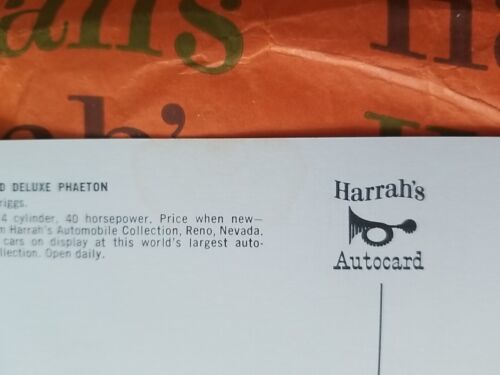 Harrah's
D DELUXE PHAETON
riggs.
4 cylinder, 40 horsepower. Price when new—
m Harrah's Automobile Collection, Reno, Nevada.
cars on display at this world's largest auto-
llection. Open daily.
Harrah's
Autocard